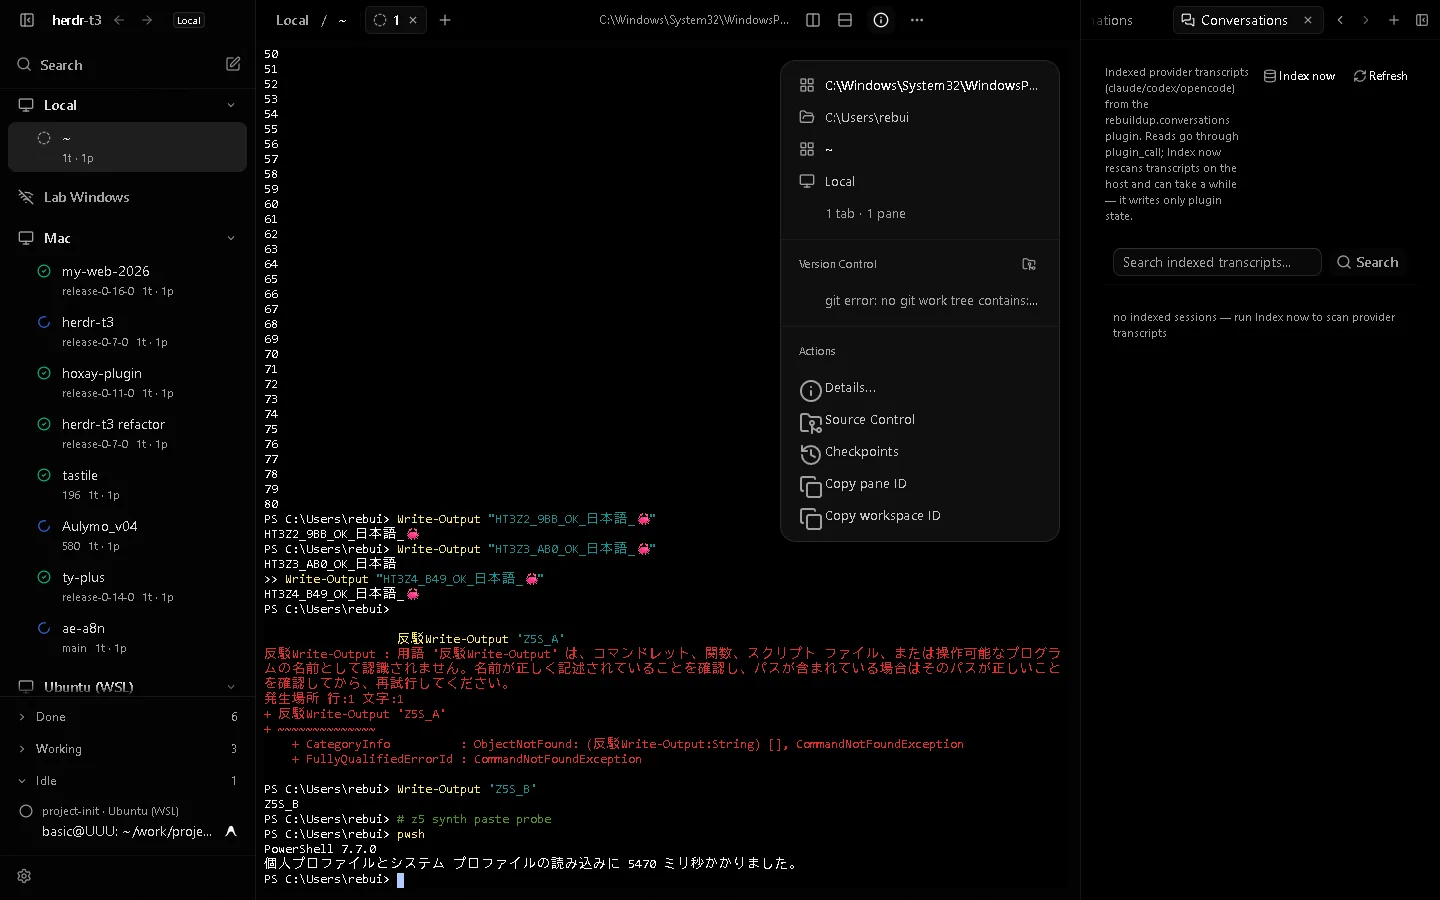 herdr-t3
Local
Search
Local
~
1t · 1p
Lab Windows
Mac
my-web-2026
release-0-16-0 1t · 1p
herdr-t3
release-0-7-0 1t · 1p
hoxay-plugin
release-0-11-0 1t · 1p
herdr-t3 refactor
release-0-7-0 1t · 1p
tastile
196 1t · 1p
Aulymo_v04
580 1t · 1p
ty-plus
release-0-14-0 1t · 1p
ae-a8n
main 1t · 1p
Ubuntu (WSL)
Done 6
Working 3
Idle 1
project-init · Ubuntu (WSL)
basic@UUU: ~/work/proje...
Local / ~
1
C:\Windows\System32\WindowsP...
50
51
52
53
54
55
56
57
58
59
60
61
62
63
64
65
66
67
68
69
70
71
72
73
74
75
76
77
78
79
80
PS C:\Users\rebui> Write-Output "HT3Z2_9BB_OK_日本語_🦀"
HT3Z2_9BB_OK_日本語_🦀
PS C:\Users\rebui> Write-Output "HT3Z3_AB0_OK_日本語_🦀"
HT3Z3_AB0_OK_日本語
>> Write-Output "HT3Z4_B49_OK_日本語_🦀"
HT3Z4_B49_OK_日本語_🦀
PS C:\Users\rebui>
反駁Write-Output 'Z5S_A'
反駁Write-Output : 用語 '反駁Write-Output' は、コマンドレット、関数、スクリプト ファイル、または操作可能なプログラ
ムの名前として認識されません。名前が正しく記述されていることを確認し、パスが含まれている場合はそのパスが正しいこと
を確認してから、再試行してください。
発生場所 行:1 文字:1
+ 反駁Write-Output 'Z5S_A'
+ ~~~~~~~~~~~~~~
+ CategoryInfo : ObjectNotFound: (反駁Write-Output:String) [], CommandNotFoundException
+ FullyQualifiedErrorId : CommandNotFoundException
PS C:\Users\rebui> Write-Output 'Z5S_B'
Z5S_B
PS C:\Users\rebui> # z5 synth paste probe
PS C:\Users\rebui> pwsh
PowerShell 7.7.0
個人プロファイルとシステム プロファイルの読み込みに 5470 ミリ秒かかりました。
PS C:\Users\rebui>
C:\Windows\System32\WindowsP...
C:\Users\rebui
~
Local
1 tab · 1 pane
Version Control
git error: no git work tree contains:...
Actions
Details...
Source Control
Checkpoints
Copy pane ID
Copy workspace ID
ations
Conversations
Indexed provider transcripts
(claude/codex/opencode)
from the
rebuildup.conversations
plugin. Reads go through
plugin_call; Index now
rescans transcripts on the
host and can take a while
— it writes only plugin
state.
Index now
Refresh
Search indexed transcripts...
Search
no indexed sessions — run Index now to scan provider
transcripts